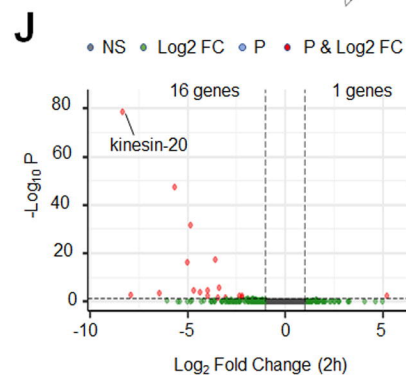 J
NS Log2 FC P P & Log2 FC
16 genes 1 genes
80
kinesin-20
60
40
20
0
-Log₁₀ P
-10 -5 0 5
Log₂ Fold Change (2h)